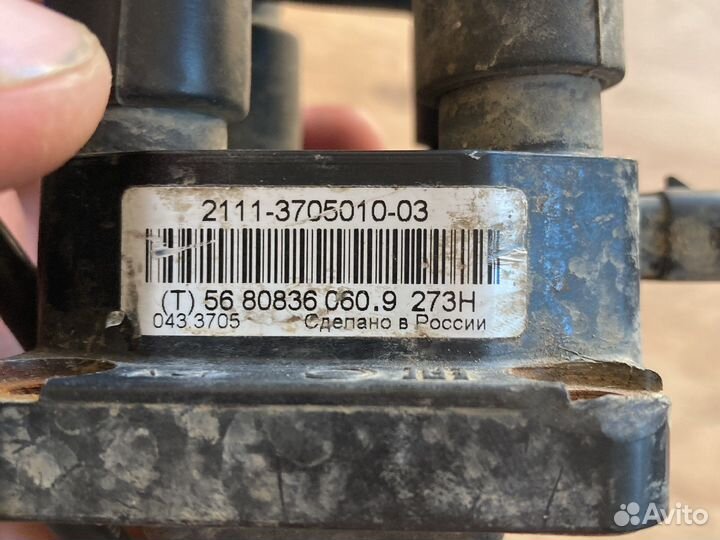 2111-3705010-03
(T) 56 80836 060.9 273H
043.3705 Сделано в России
Avito